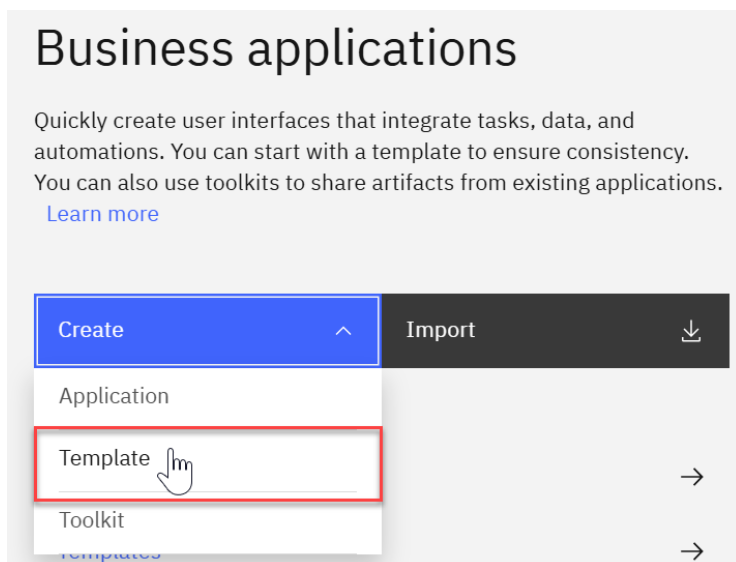 Business applications
Quickly create user interfaces that integrate tasks, data, and
automations. You can start with a template to ensure consistency.
You can also use toolkits to share artifacts from existing applications.
Learn more
Create
Import
Application
Template
Toolkit
Templates